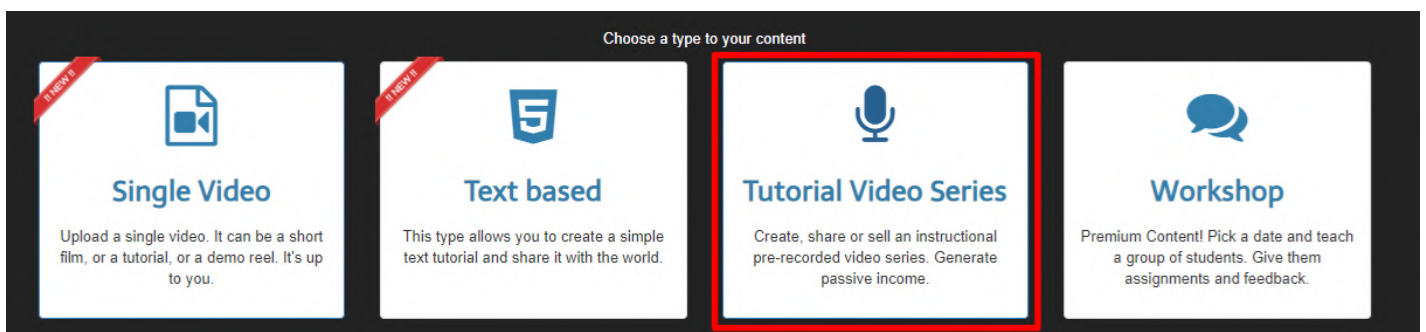 Choose a type to your content
!! NEW !!
Single Video
Upload a single video. It can be a short
film, or a tutorial, or a demo reel. It's up
to you.
!! NEW !!
5
Text based
This type allows you to create a simple
text tutorial and share it with the world.
Tutorial Video Series
Create, share or sell an instructional
pre-recorded video series. Generate
passive income.
Workshop
Premium Content! Pick a date and teach
a group of students. Give them
assignments and feedback.